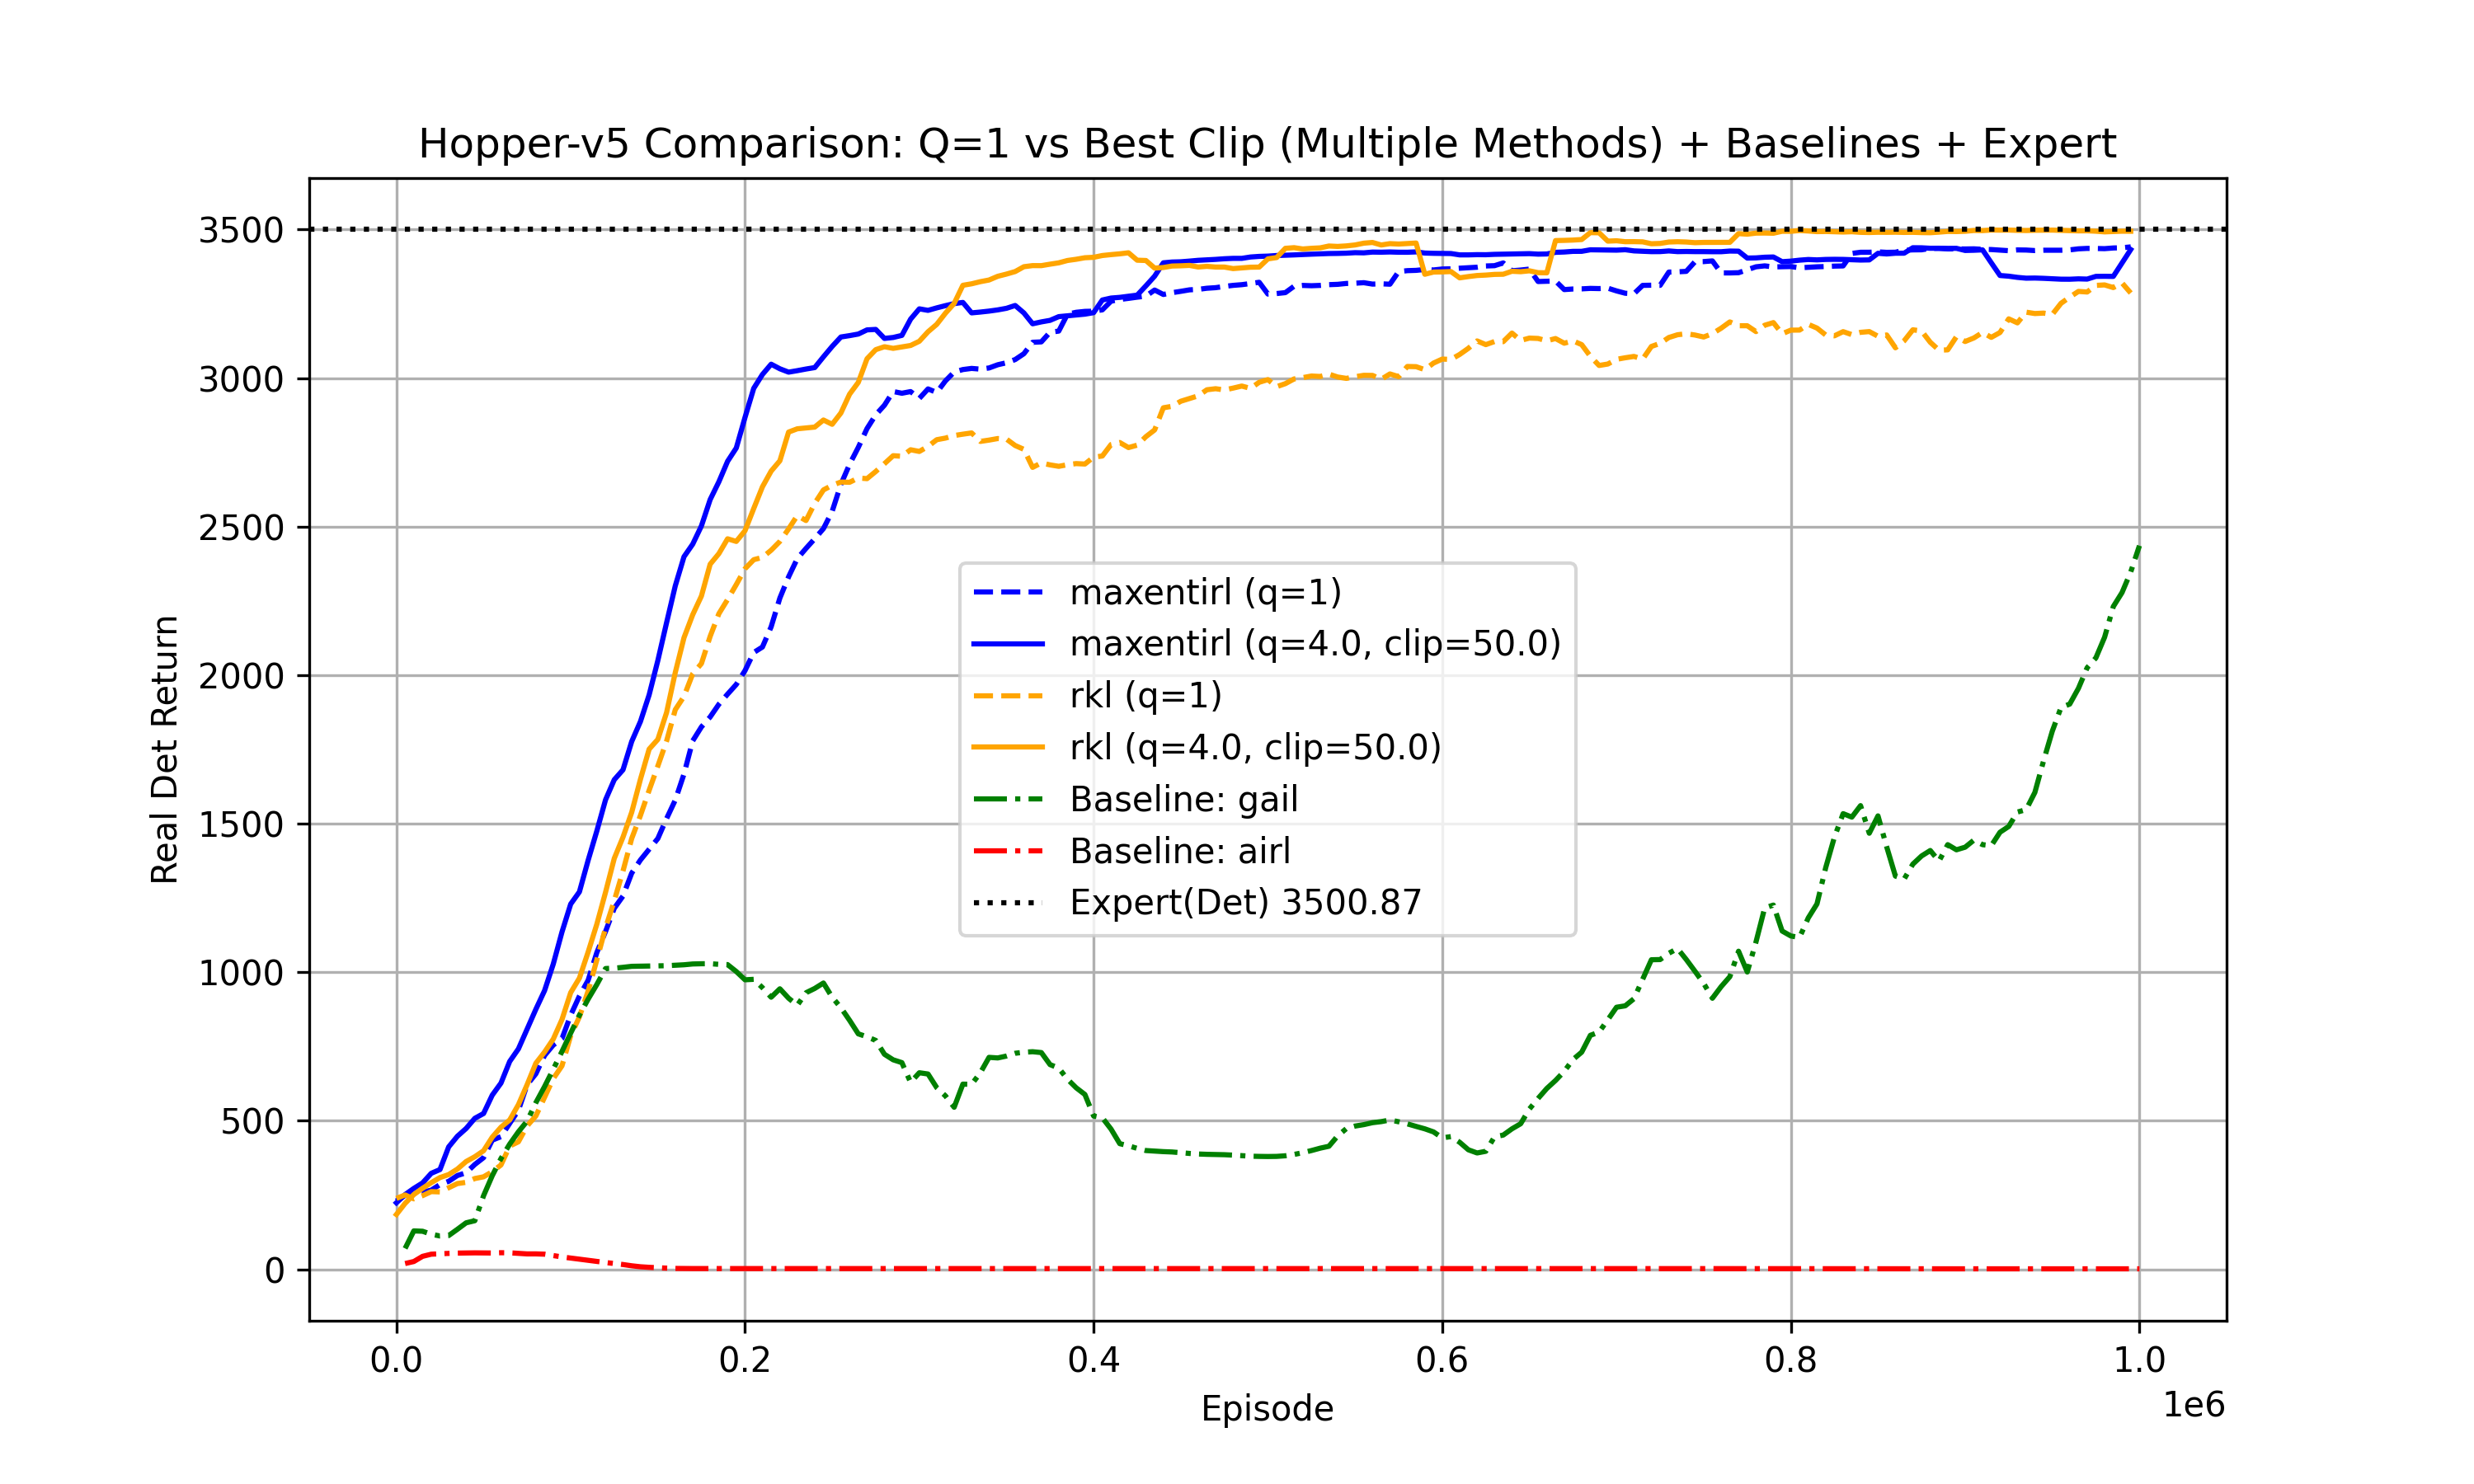 Hopper-v5 Comparison: Q=1 vs Best Clip (Multiple Methods) + Baselines + Expert
Real Det Return
3500
3000
2500
2000
1500
1000
500
0
maxentirl (q=1)
maxentirl (q=4.0, clip=50.0)
rkl (q=1)
rkl (q=4.0, clip=50.0)
Baseline: gail
Baseline: airl
Expert(Det) 3500.87
0.0 0.2 0.4 0.6 0.8 1.0
1e6
Episode